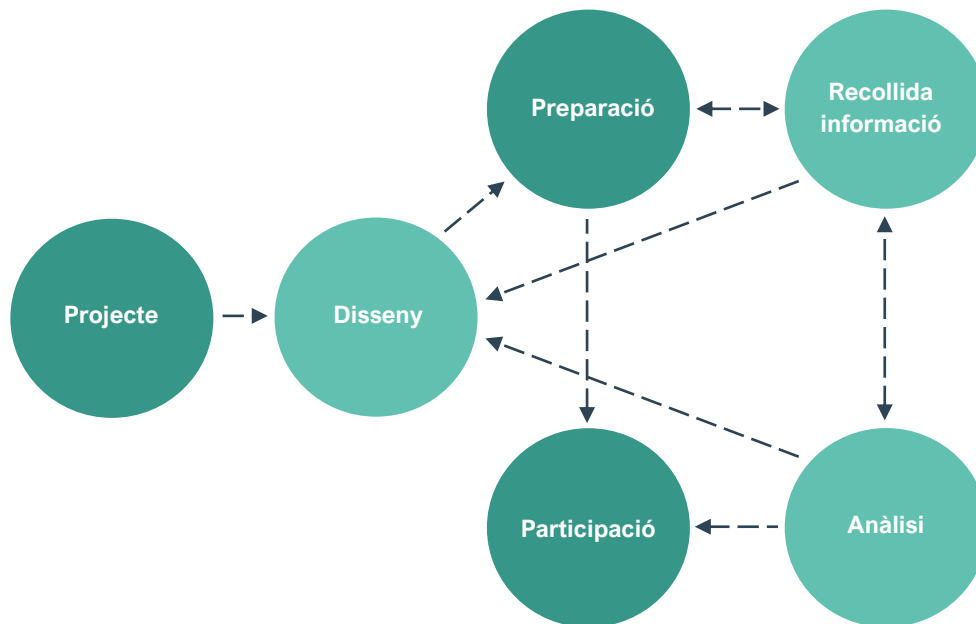 Preparació
Recollida
informació
Projecte
Disseny
Participació
Anàlisi